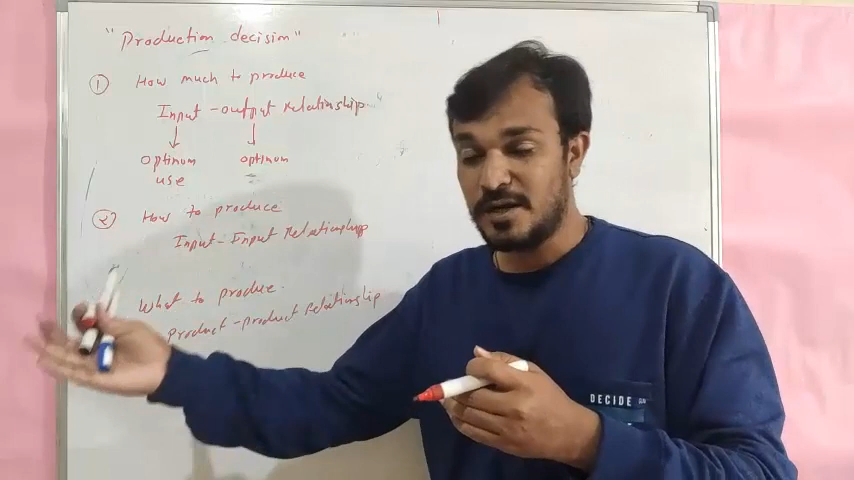 "Production decision"
① How much to produce
Input - output relationship
optimum optimum
use
② How to produce
Input - Input Relationship
What to produce.
product - product relationship
DECIDE